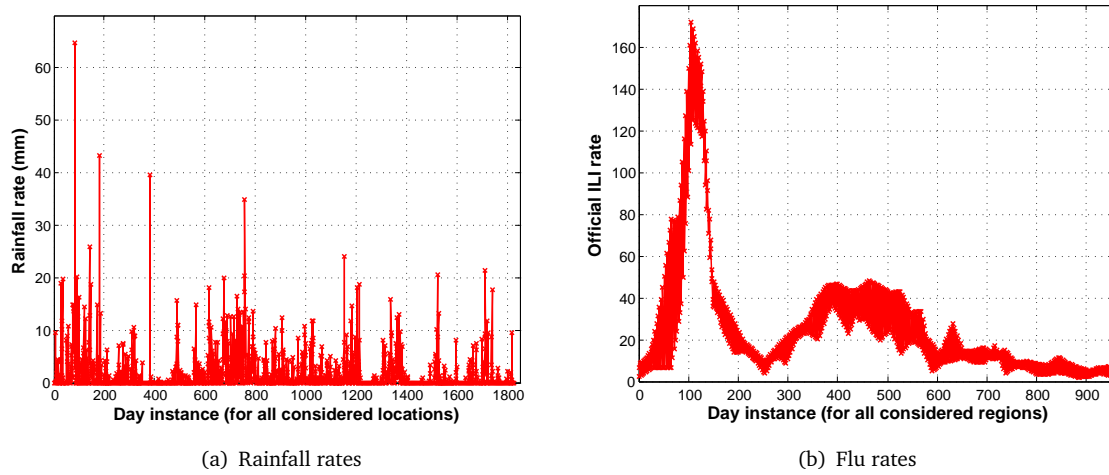 60
50
40
30
20
10
0
0 200 400 600 800 1000 1200 1400 1600 1800
Rainfall rate (mm)
Day instance (for all considered locations)
(a) Rainfall rates
160
140
120
100
80
60
40
20
0
0 100 200 300 400 500 600 700 800 900
Official ILI rate
Day instance (for all considered regions)
(b) Flu rates